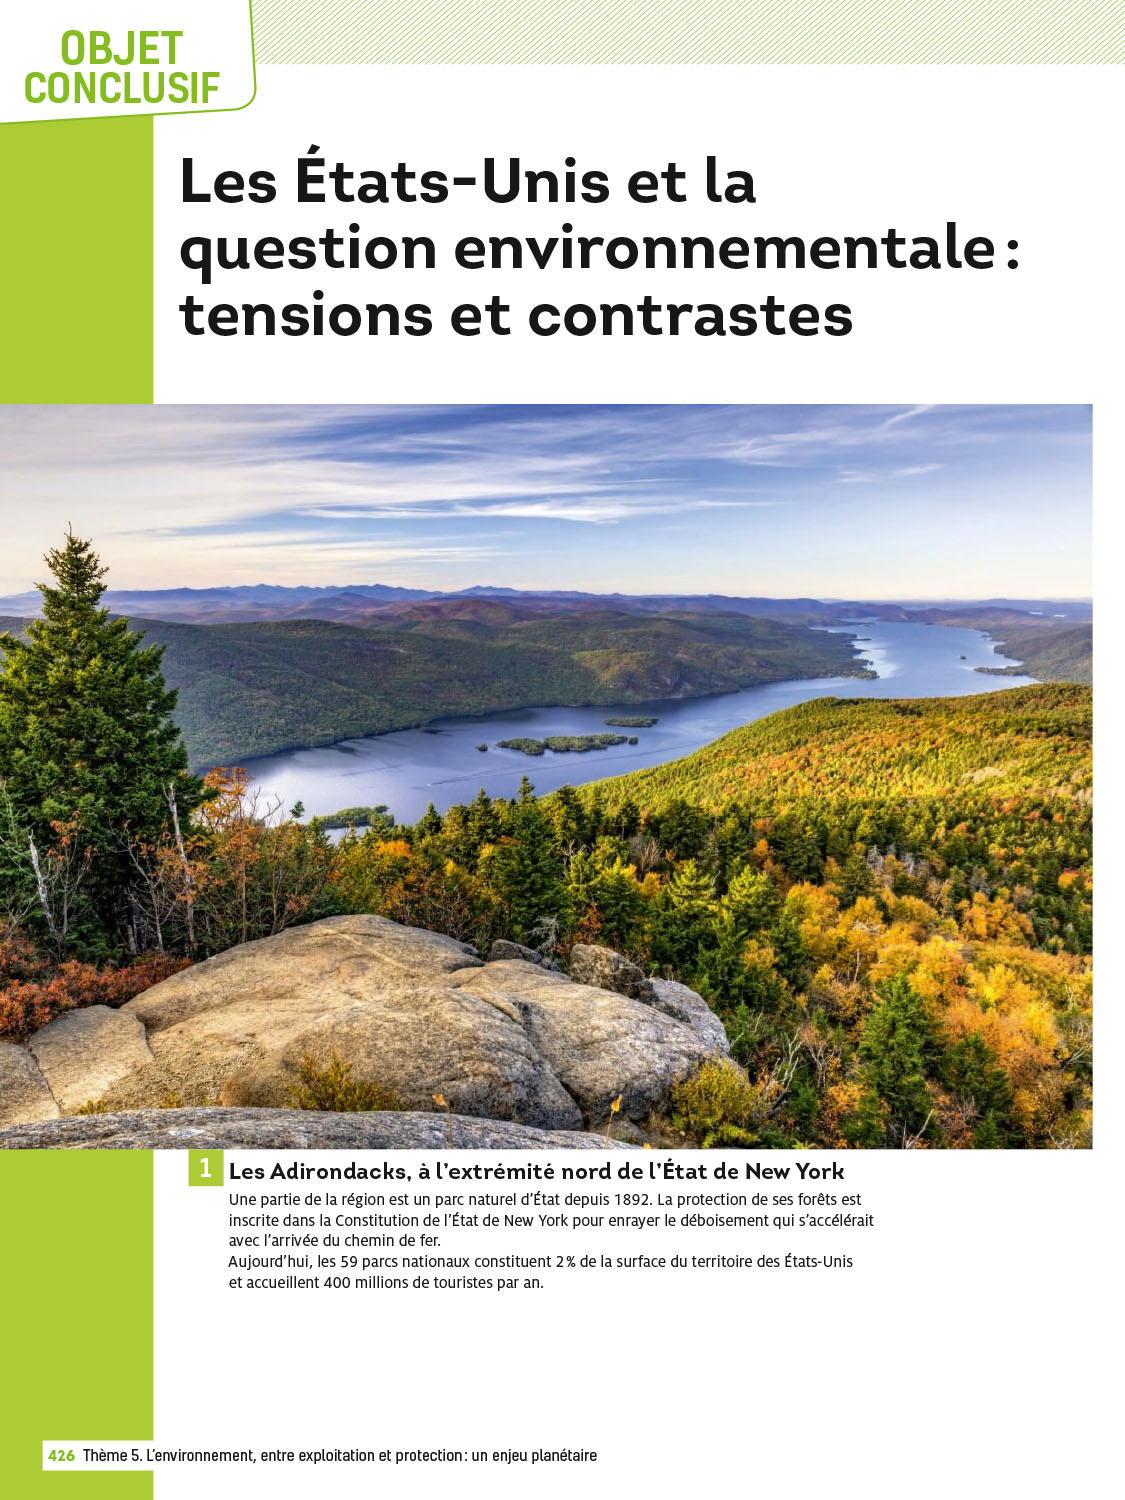 OBJET
CONCLUSIF
Les États-Unis et la
question environnementale :
tensions et contrastes
1 Les Adirondacks, à l'extrémité nord de l'État de New York
Une partie de la région est un parc naturel d'État depuis 1892. La protection de ses forêts est
inscrite dans la Constitution de l'État de New York pour enrayer le déboisement qui s'accélérait
avec l'arrivée du chemin de fer.
Aujourd'hui, les 59 parcs nationaux constituent 2 % de la surface du territoire des États-Unis
et accueillent 400 millions de touristes par an.
426 Thème 5. L'environnement, entre exploitation et protection : un enjeu planétaire